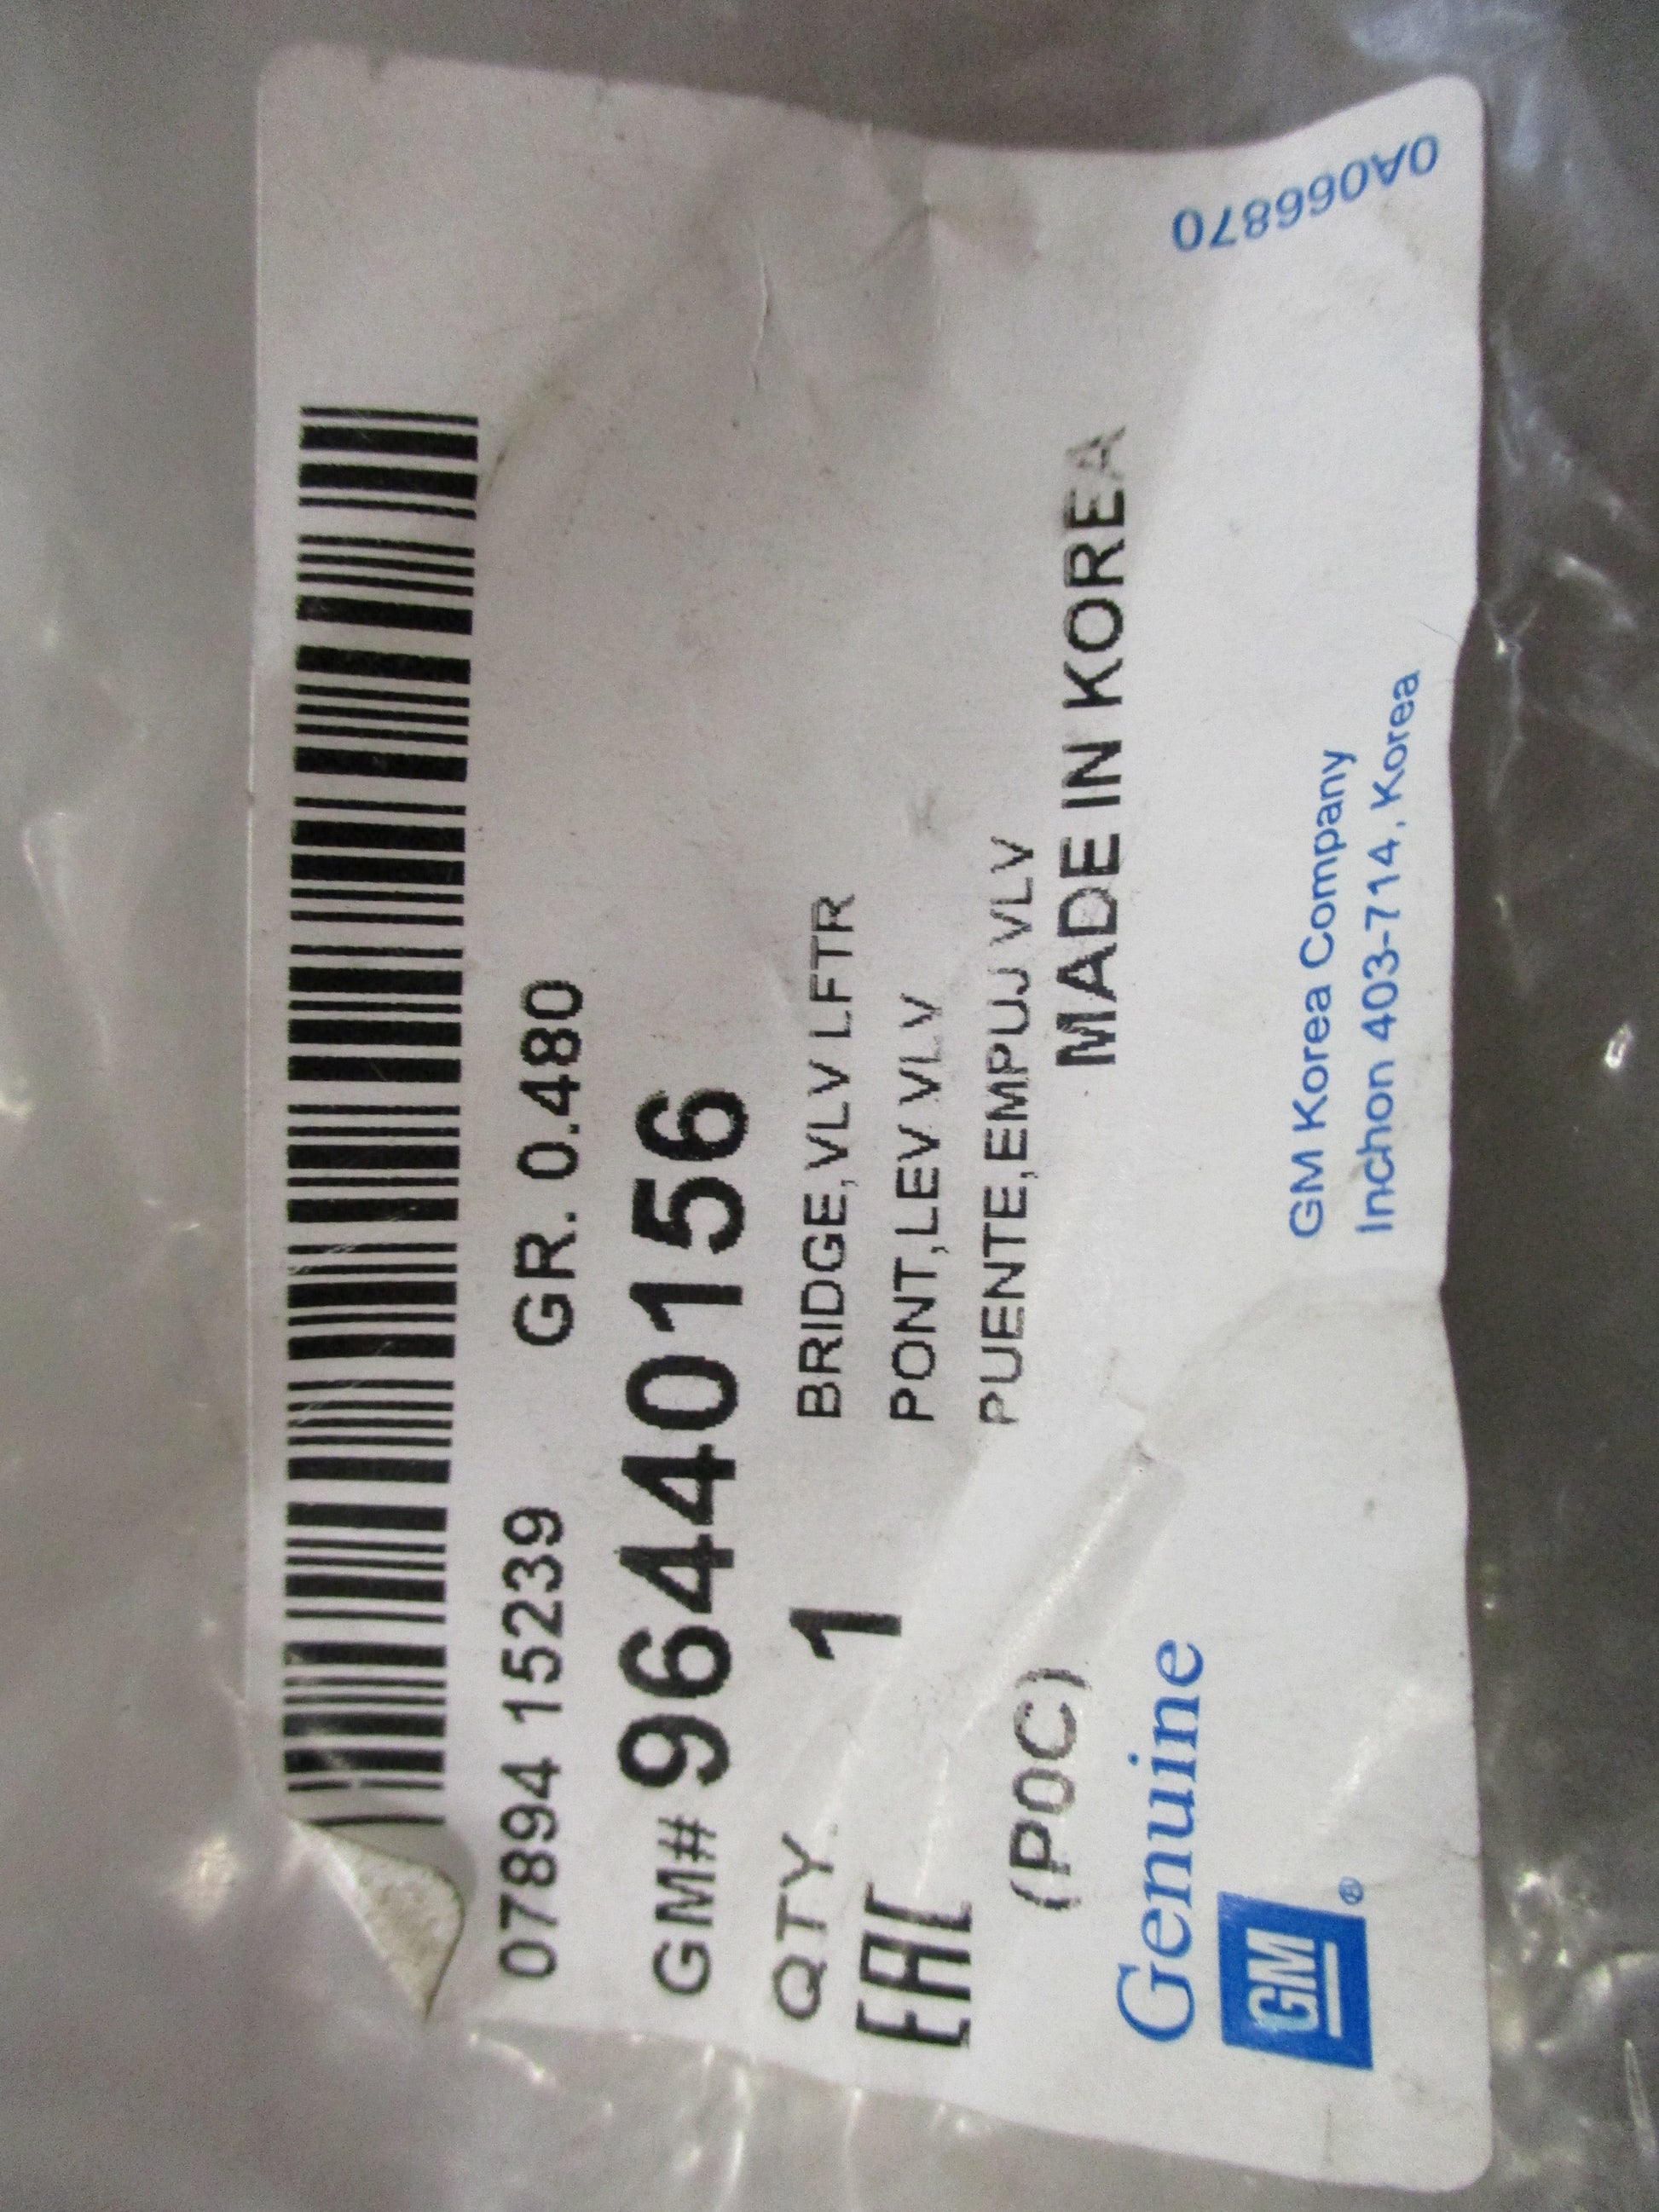 07894 15239 GR. 0.480
GM# 96440156
QTY. 1 BRIDGE,VLV LFTR
EAC PONT,LEV VLV
(P0C) PUENTE,EMPUJ VLV
MADE IN KOREA
Genuine
GM ®
GM Korea Company
Inchon 403-714, Korea
0A066870